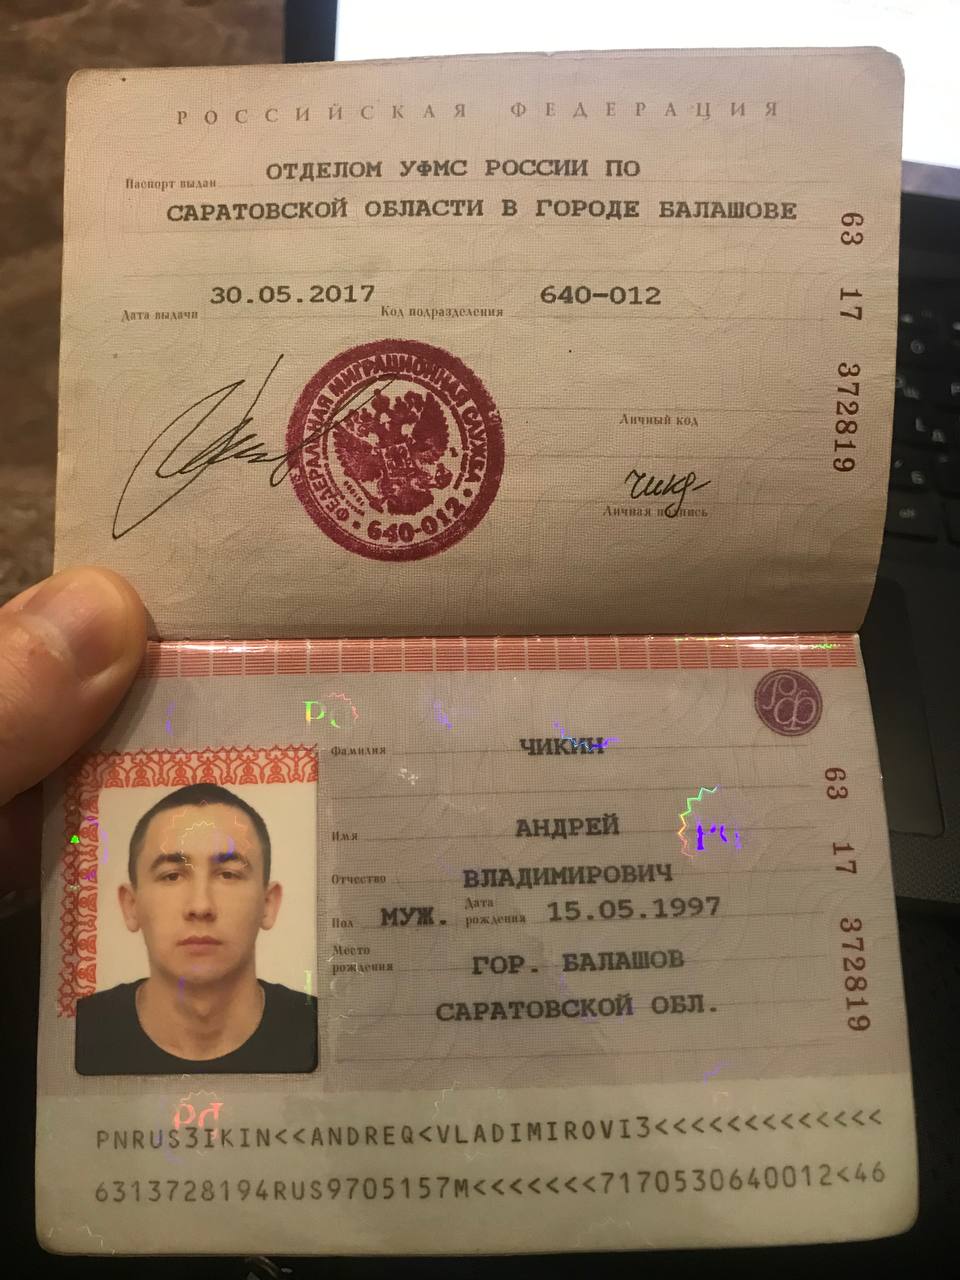 РОССИЙСКАЯ ФЕДЕРАЦИЯ
Паспорт выдан ОТДЕЛОМ УФМС РОССИИ ПО
САРАТОВСКОЙ ОБЛАСТИ В ГОРОДЕ БАЛАШОВЕ
Дата выдачи 30.05.2017 Код подразделения 640-012
63 17 372819
ФЕДЕРАЛЬНАЯ МИГРАЦИОННАЯ СЛУЖБА
640-012
Личный код
Личная подпись
РФ
Фамилия ЧИКИН
Имя АНДРЕЙ
Отчество ВЛАДИМИРОВИЧ
Пол МУЖ. Дата рождения 15.05.1997
Место рождения ГОР. БАЛАШОВ
САРАТОВСКОЙ ОБЛ.
63 17 372819
PNRUS3IKIN<<ANDREQ<VLADIMIROVI3<<<<<<<<<<<<<
6313728194RUS9705157M<<<<<<<7170530640012<46